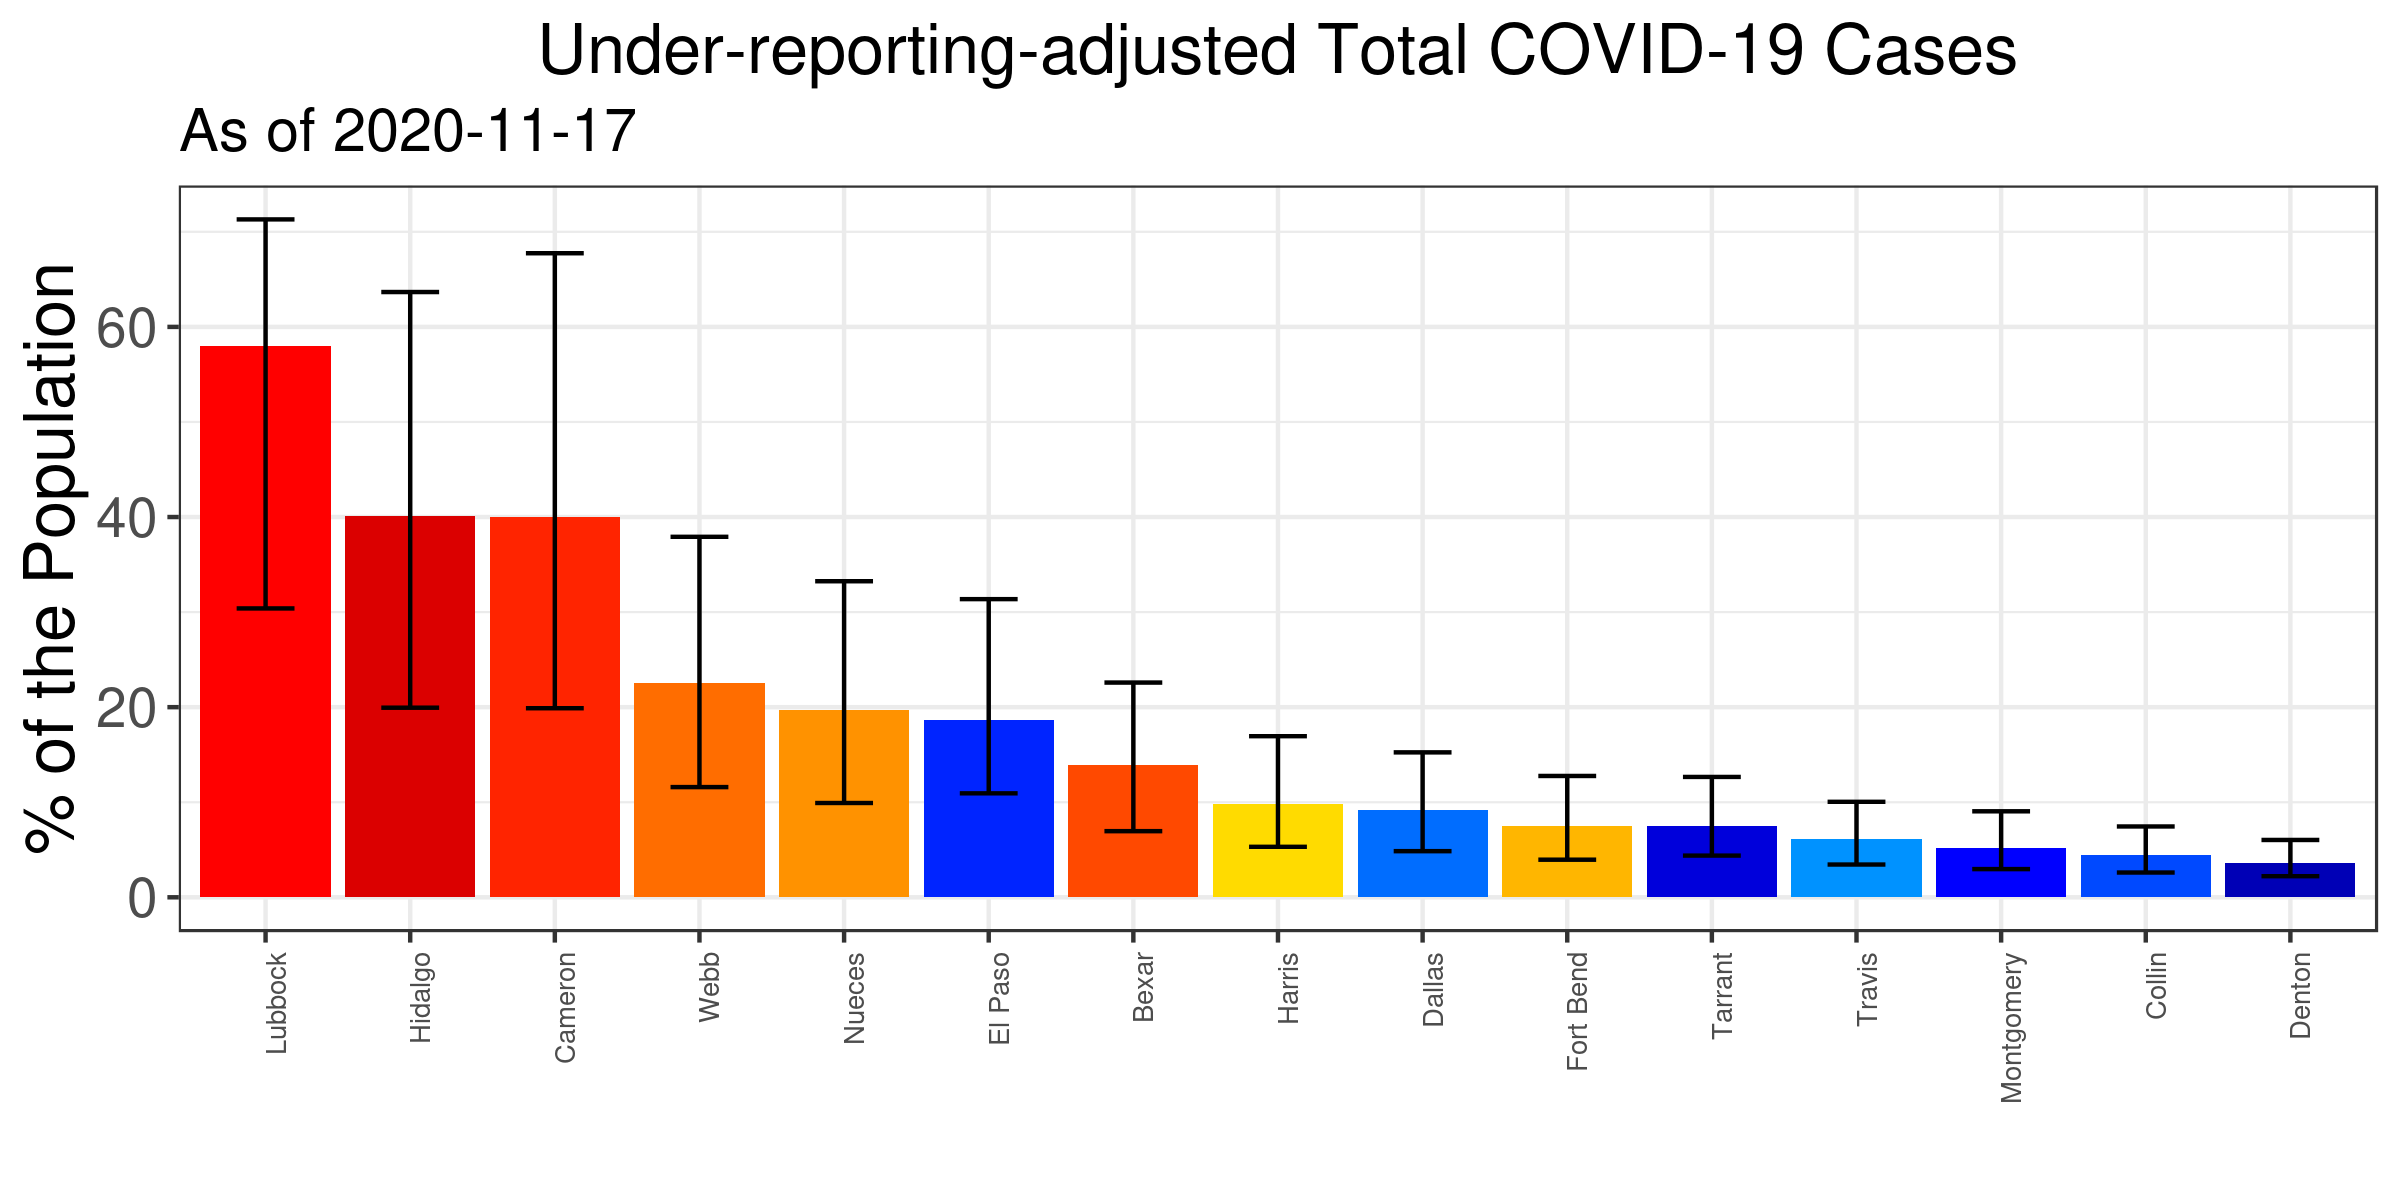 Under-reporting-adjusted Total COVID-19 Cases
As of 2020-11-17
% of the Population
60
40
20
0
Lubbock
Hidalgo
Cameron
Webb
Nueces
El Paso
Bexar
Harris
Dallas
Fort Bend
Tarrant
Travis
Montgomery
Collin
Denton